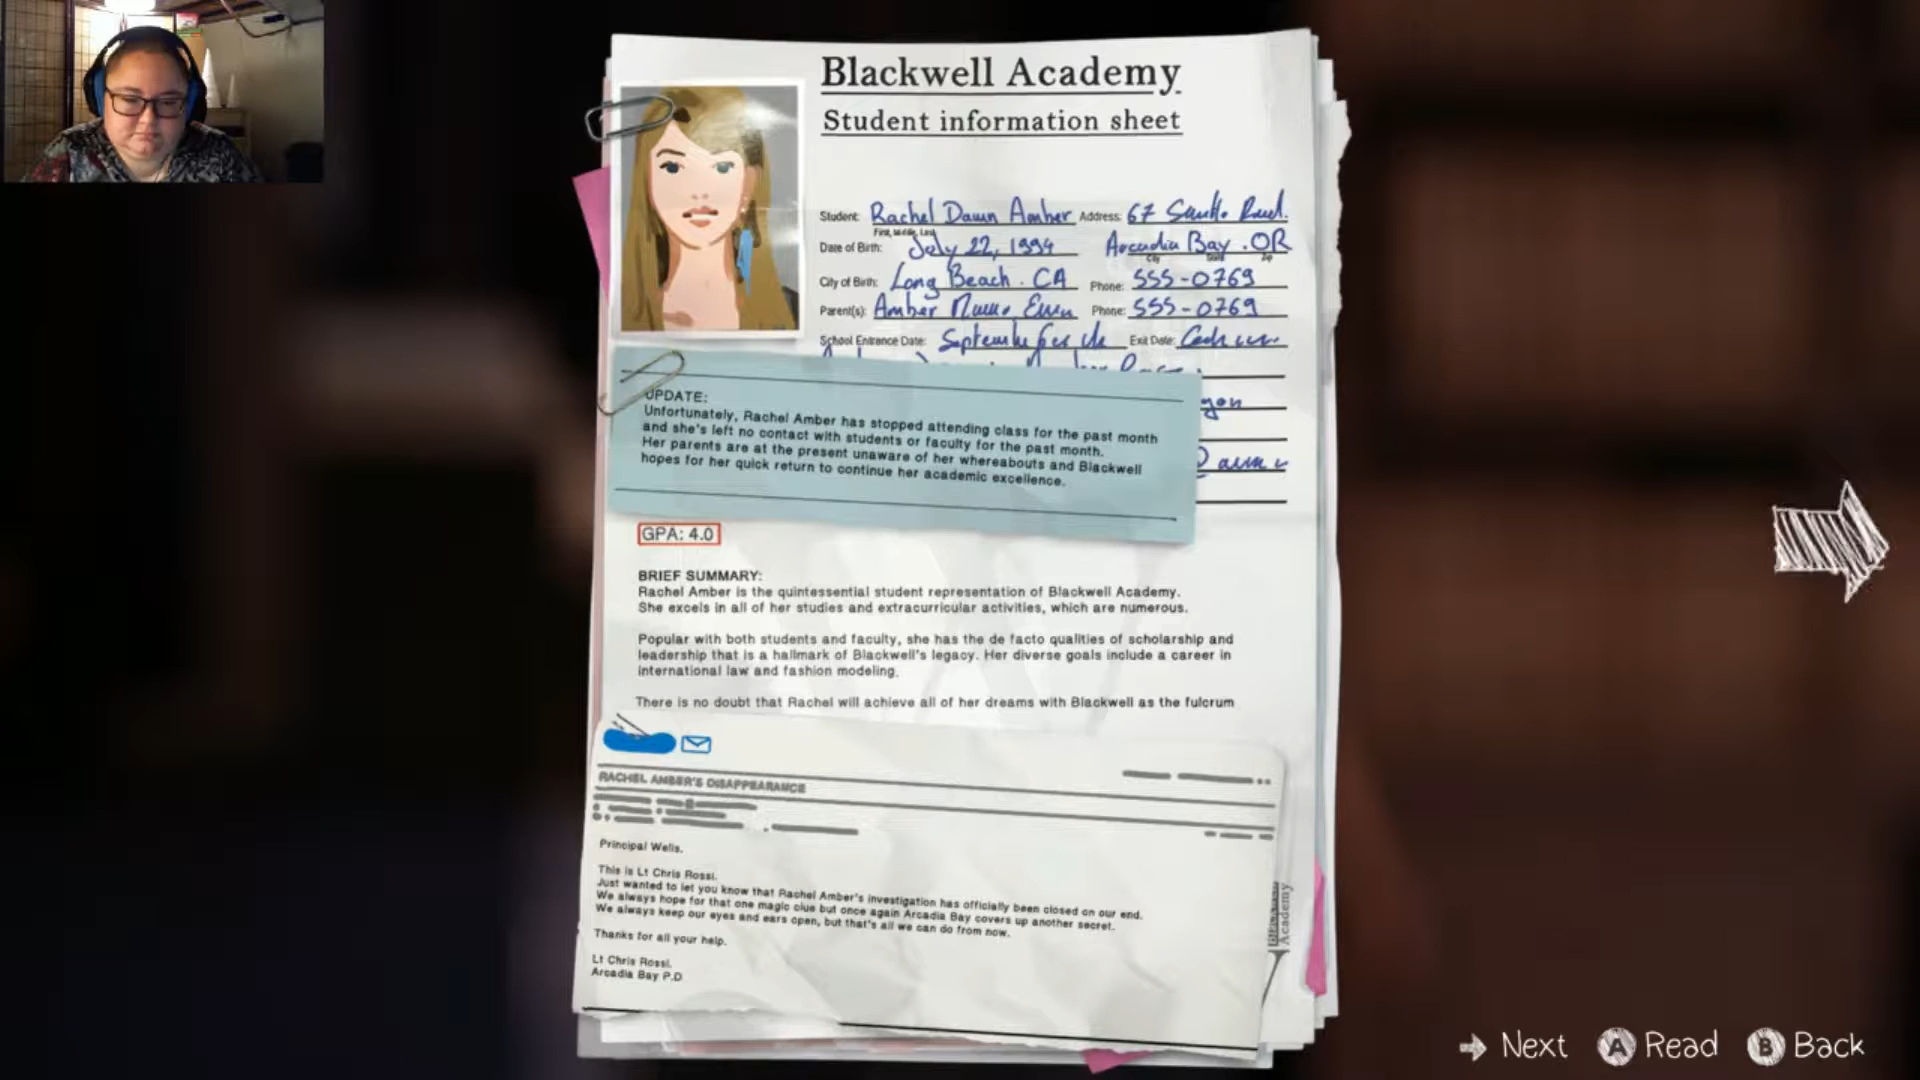 Blackwell Academy
Student information sheet
Student: Rachel Dawn Amber Address: 67
First, Middle, Last
Date of Birth: July 22, 1994 Arcadia Bay . OR
City State Zip
City of Birth: Long Beach . CA Phone: 555-0769
Parent(s): Amber Phone: 555-0769
School Entrance Date: Exit Date:
UPDATE:
Unfortunately, Rachel Amber has stopped attending class for the past month
and she's left no contact with students or faculty for the past month.
Her parents are at the present unaware of her whereabouts and Blackwell
hopes for her quick return to continue her academic excellence.
GPA: 4.0
BRIEF SUMMARY:
Rachel Amber is the quintessential student representation of Blackwell Academy.
She excels in all of her studies and extracurricular activities, which are numerous.
Popular with both students and faculty, she has the de facto qualities of scholarship and
leadership that is a hallmark of Blackwell's legacy. Her diverse goals include a career in
international law and fashion modeling.
There is no doubt that Rachel will achieve all of her dreams with Blackwell as the fulcrum
RACHEL AMBER'S DISAPPEARANCE
Principal Wells.
This is Lt Chris Rossi.
Just wanted to let you know that Rachel Amber's investigation has officially been closed on our end.
We always hope for that one magic clue but once again Arcadia Bay covers up another secret.
We always keep our eyes and ears open, but that's all we can do from now.
Thanks for all your help.
Lt Chris Rossi.
Arcadia Bay P.D
Academy
Next A Read B Back